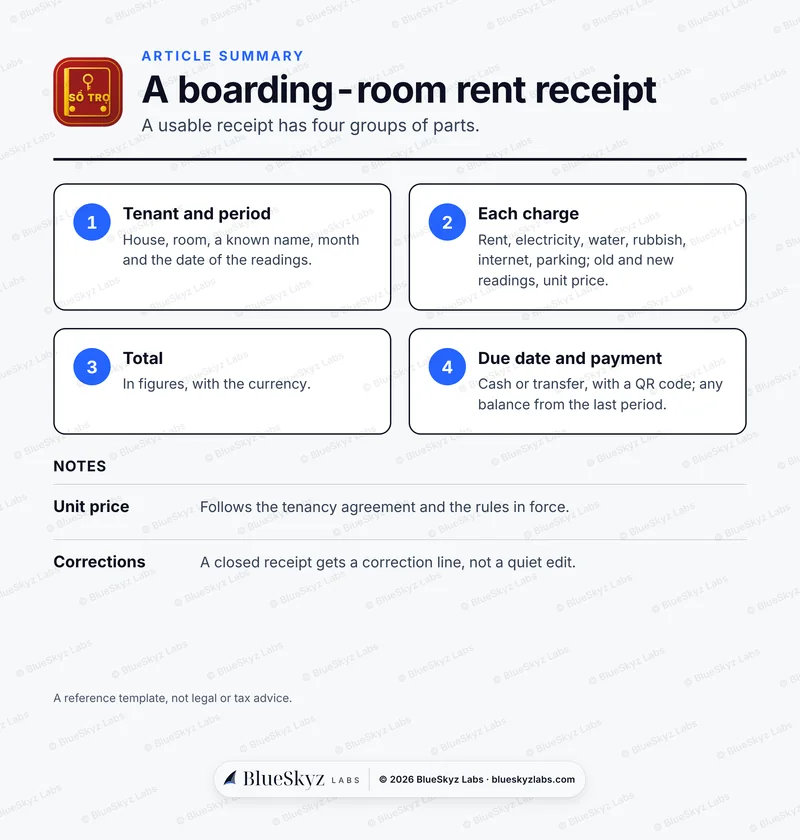 ARTICLE SUMMARY
SỔ TRỌ
A boarding-room rent receipt
A usable receipt has four groups of parts.
1
Tenant and period
House, room, a known name, month
and the date of the readings.
2
Each charge
Rent, electricity, water, rubbish,
internet, parking; old and new
readings, unit price.
3
Total
In figures, with the currency.
4
Due date and payment
Cash or transfer, with a QR code; any
balance from the last period.
NOTES
Unit price
Follows the tenancy agreement and the rules in force.
Corrections
A closed receipt gets a correction line, not a quiet edit.
A reference template, not legal or tax advice.
BlueSkyz LABS
© 2026 BlueSkyz Labs · blueskyzlabs.com
© BlueSkyz Labs